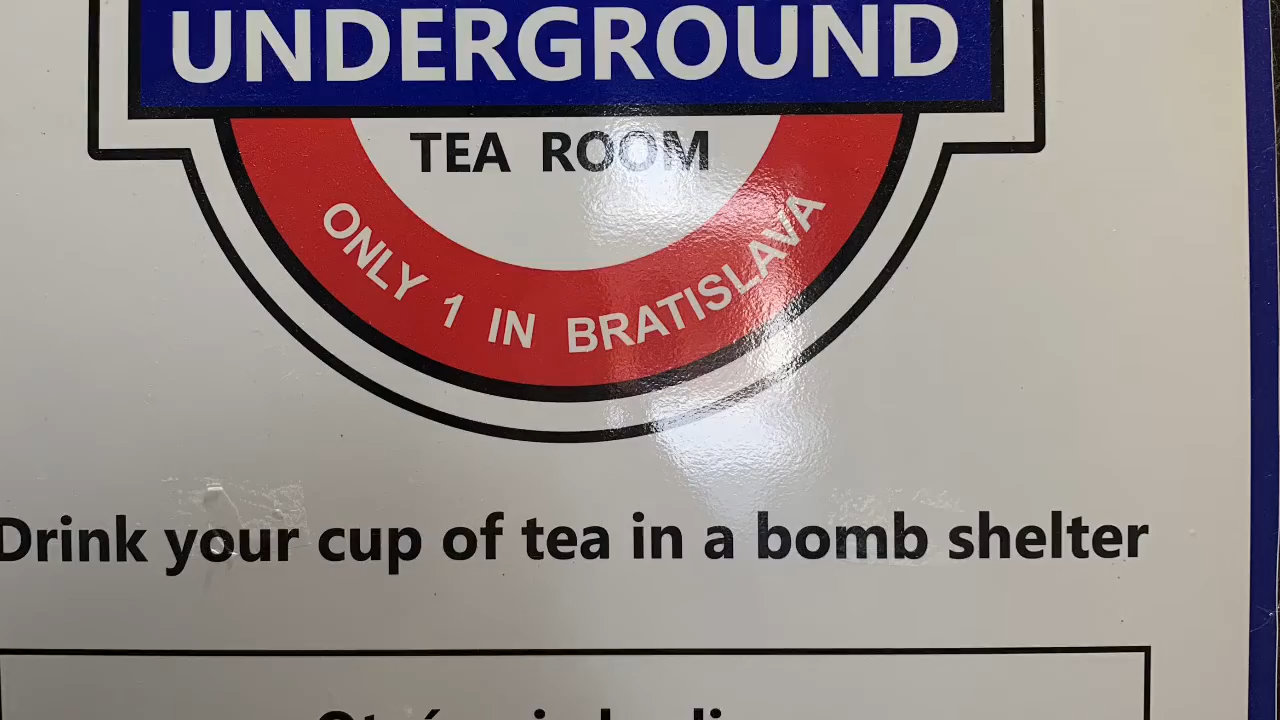 UNDERGROUND
TEA ROOM
ONLY 1 IN BRATISLAVA
Drink your cup of tea in a bomb shelter